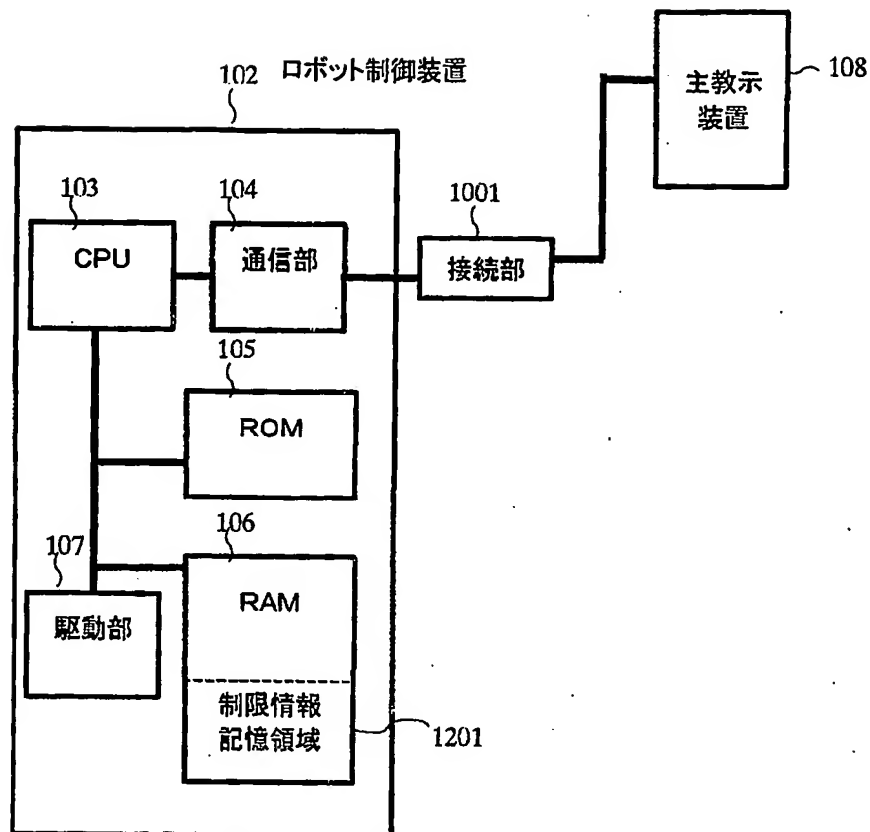 ロボット制御装置
102
主教示
装置
108
103
CPU
104
通信部
1001
接続部
105
ROM
106
RAM
107
駆動部
制限情報
記憶領域
1201